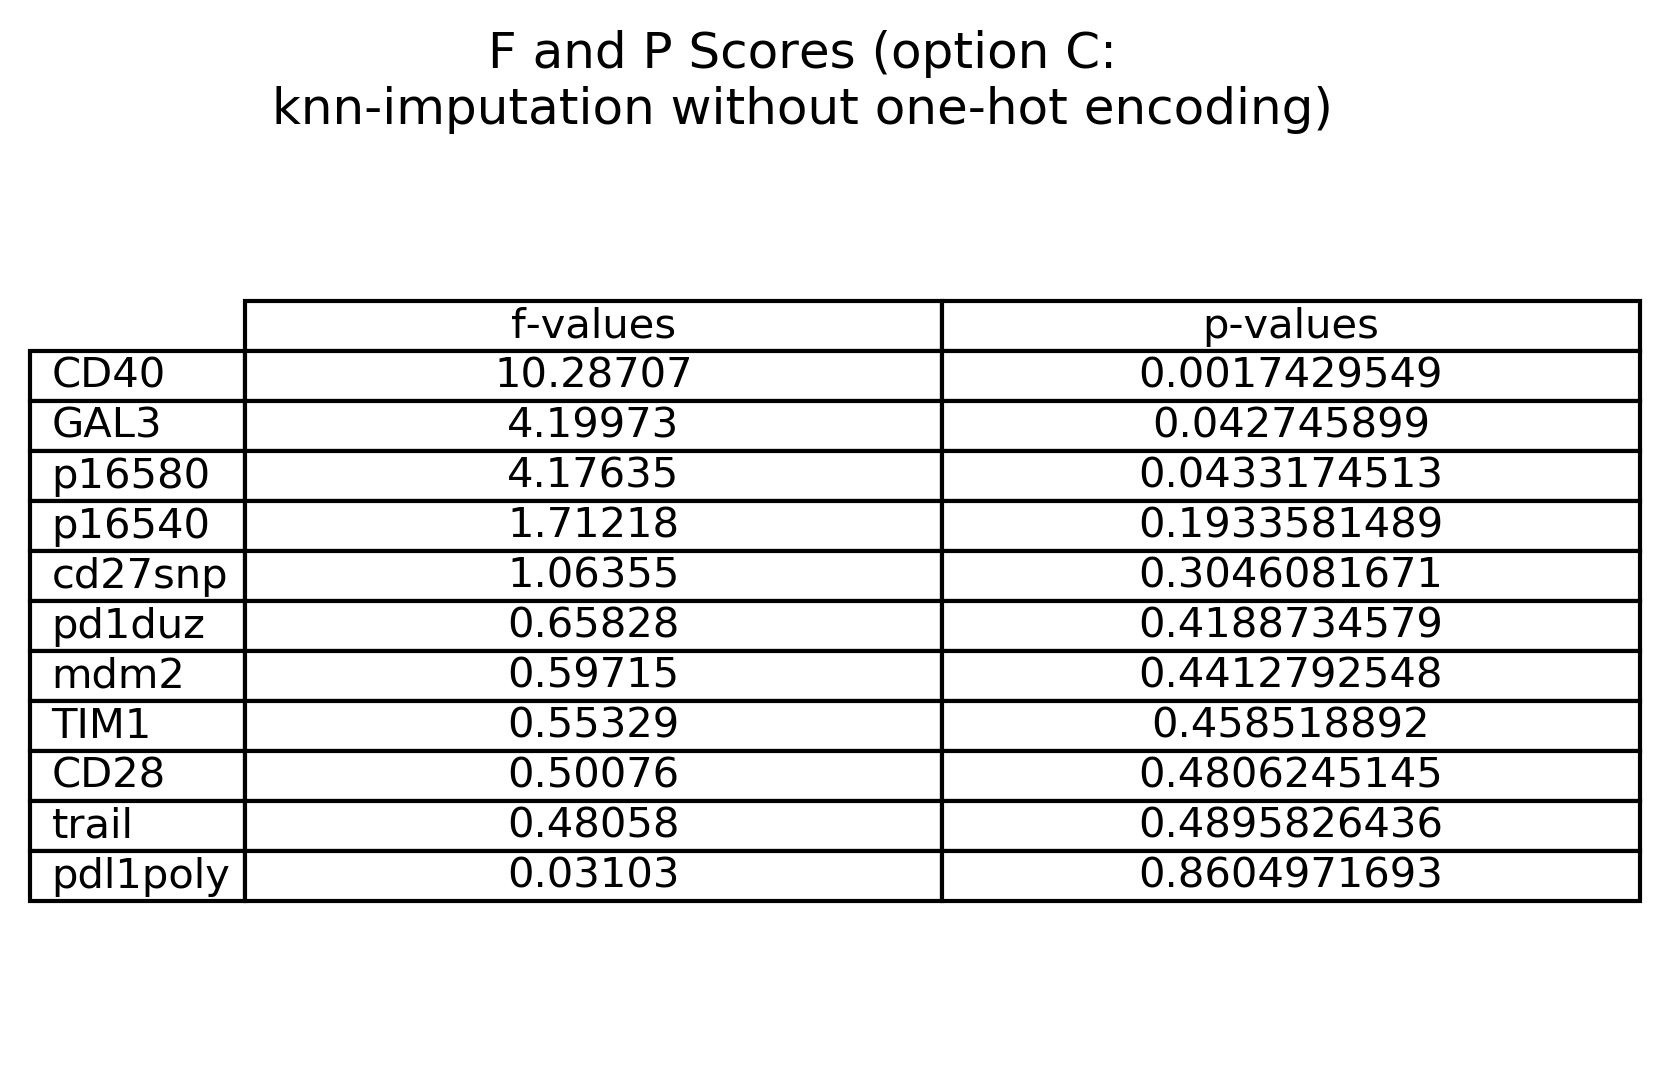 F and P Scores (option C:
knn-imputation without one-hot encoding)
f-values p-values
CD40 10.28707 0.0017429549
GAL3 4.19973 0.042745899
p16580 4.17635 0.0433174513
p16540 1.71218 0.1933581489
cd27snp 1.06355 0.3046081671
pd1duz 0.65828 0.4188734579
mdm2 0.59715 0.4412792548
TIM1 0.55329 0.458518892
CD28 0.50076 0.4806245145
trail 0.48058 0.4895826436
pdl1poly 0.03103 0.8604971693